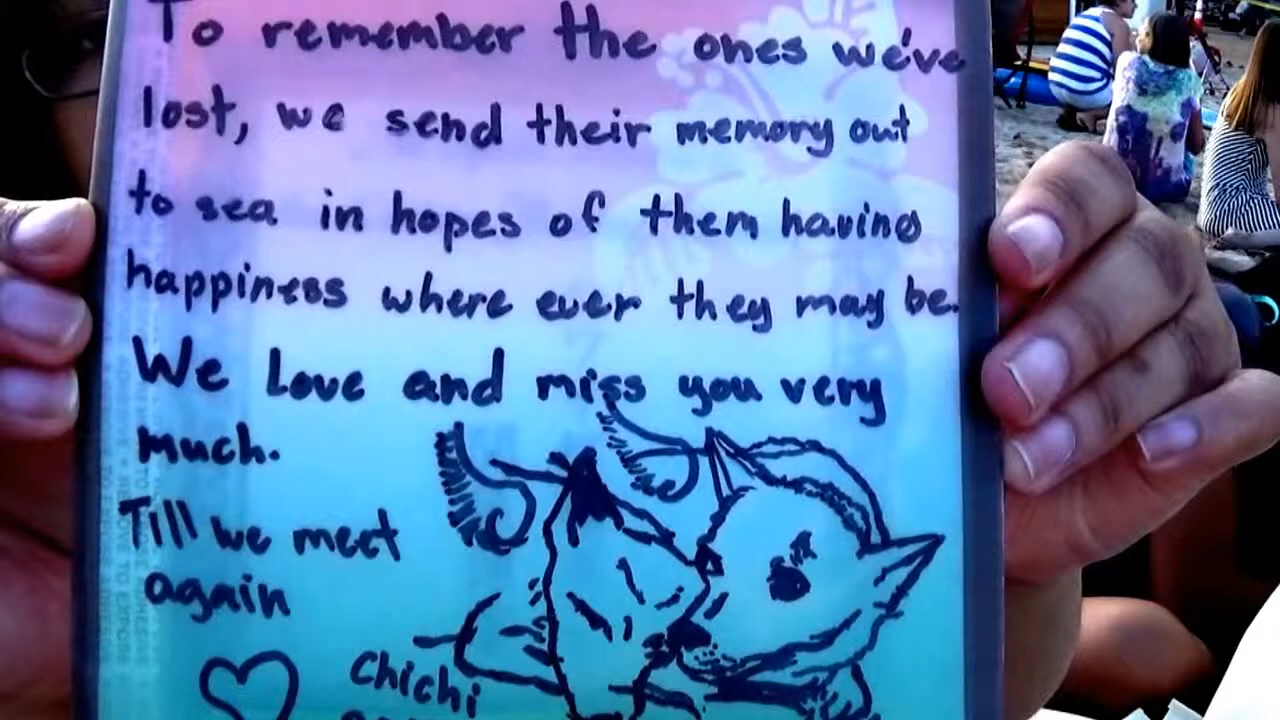 To remember the ones we've
lost, we send their memory out
to sea in hopes of them having
happiness where ever they may be.
We Love and miss you very
much.
Till we meet
again
Chichi